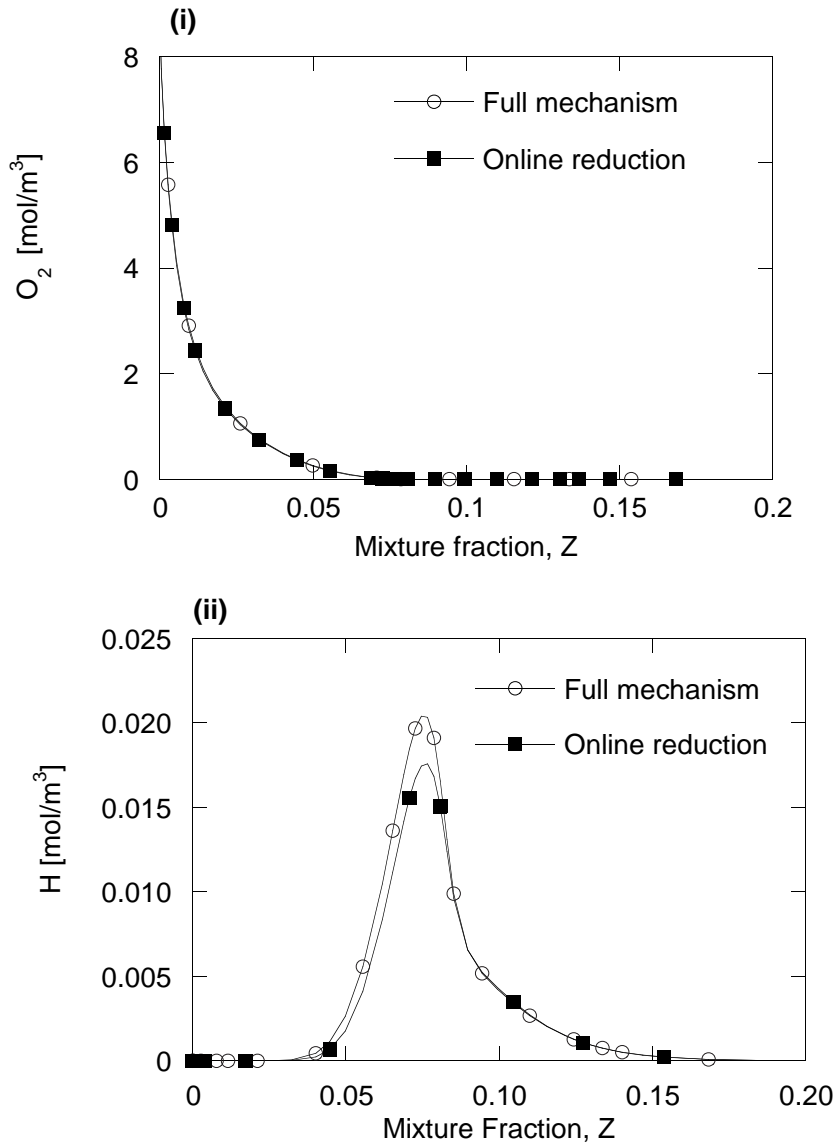 (i)
8
6
4
2
0
O2 [mol/m3]
Full mechanism
Online reduction
0
0.05
0.1
0.15
0.2
Mixture fraction, Z
(ii)
0.025
0.020
0.015
0.010
0.005
0
H [mol/m3]
Full mechanism
Online reduction
0
0.05
0.10
0.15
0.20
Mixture Fraction, Z